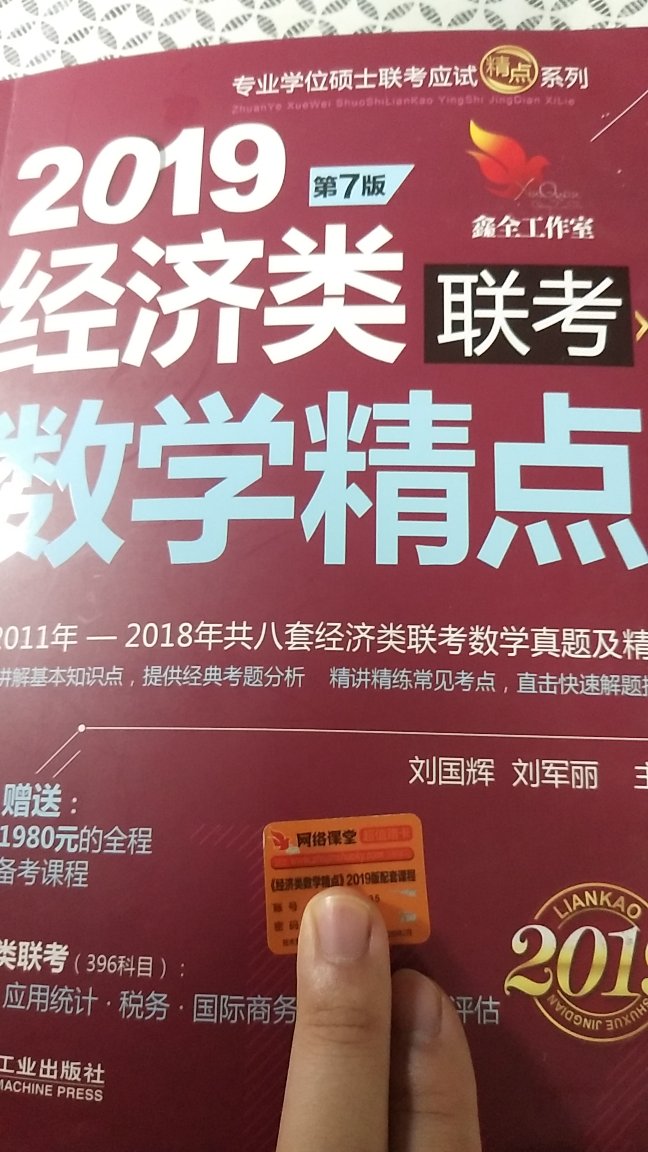 专业学位硕士联考应试精点系列
ZhuanYe XueWei ShuoShiLianKao YingShi JingDian XiLie
2019 第7版
鑫全工作室
经济类 联考
数学精点
2011年 — 2018年共八套经济类联考数学真题及精
讲解基本知识点，提供经典考题分析 精讲精练常见考点，直击快速解题
刘国辉 刘军丽
赠送：
1980元的全程
备考课程
网络课堂
《经济类数学精点》2019版配套课程
账号
密码
类联考（396科目）：
应用统计·税务·国际商务
评估
LIANKAO
2019
SHUXUE JINGDIAN
工业出版社
MACHINE PRESS